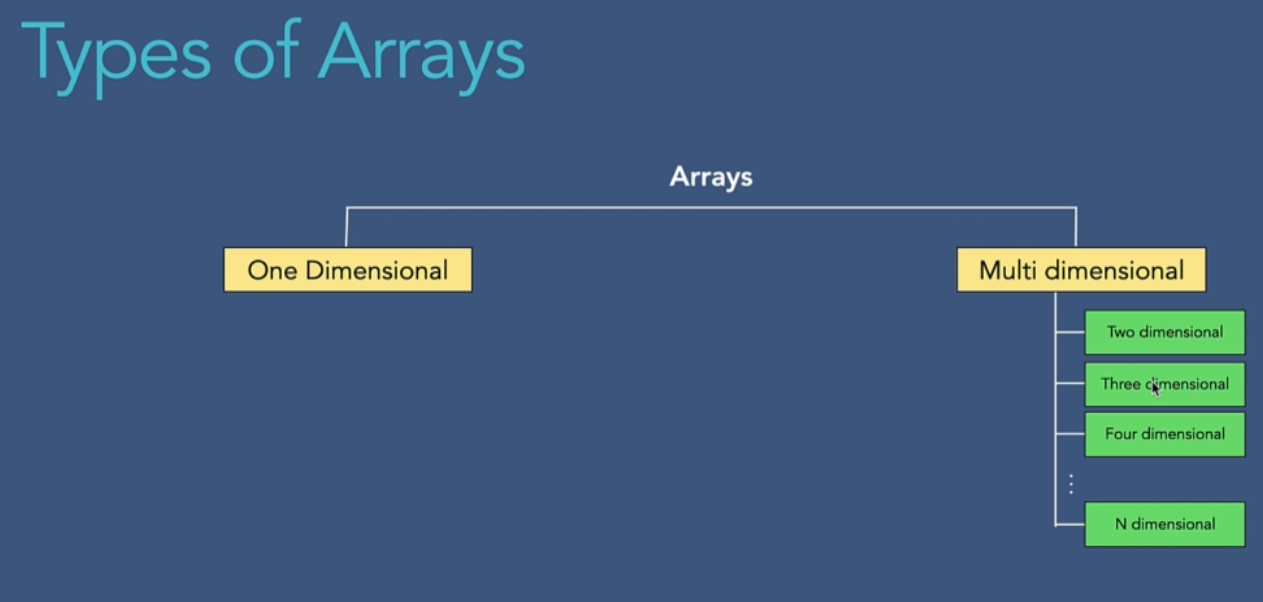 Types of Arrays
Arrays
One Dimensional
Multi dimensional
Two dimensional
Three dimensional
Four dimensional
N dimensional